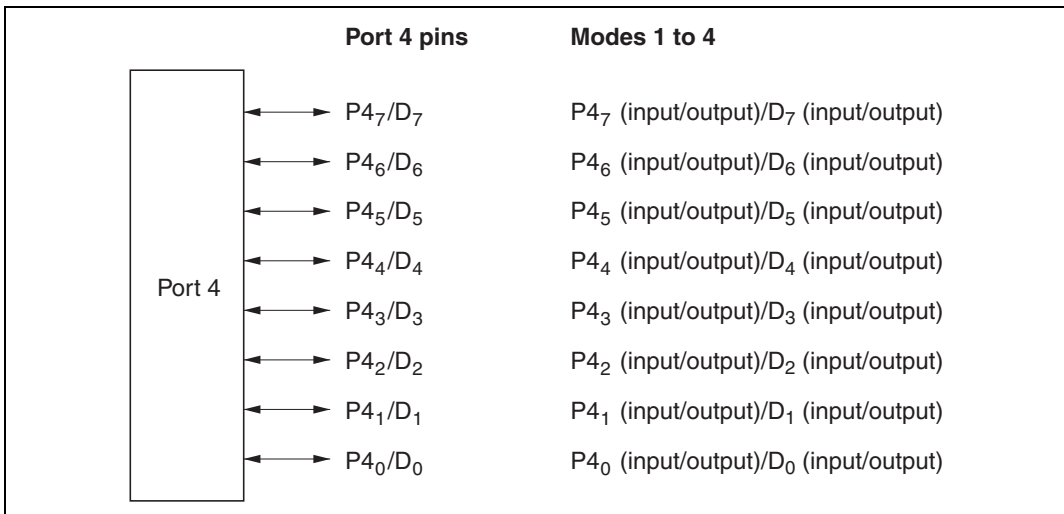 Port 4 pins Modes 1 to 4
P4₇/D₇ P4₇ (input/output)/D₇ (input/output)
P4₆/D₆ P4₆ (input/output)/D₆ (input/output)
P4₅/D₅ P4₅ (input/output)/D₅ (input/output)
P4₄/D₄ P4₄ (input/output)/D₄ (input/output)
Port 4
P4₃/D₃ P4₃ (input/output)/D₃ (input/output)
P4₂/D₂ P4₂ (input/output)/D₂ (input/output)
P4₁/D₁ P4₁ (input/output)/D₁ (input/output)
P4₀/D₀ P4₀ (input/output)/D₀ (input/output)